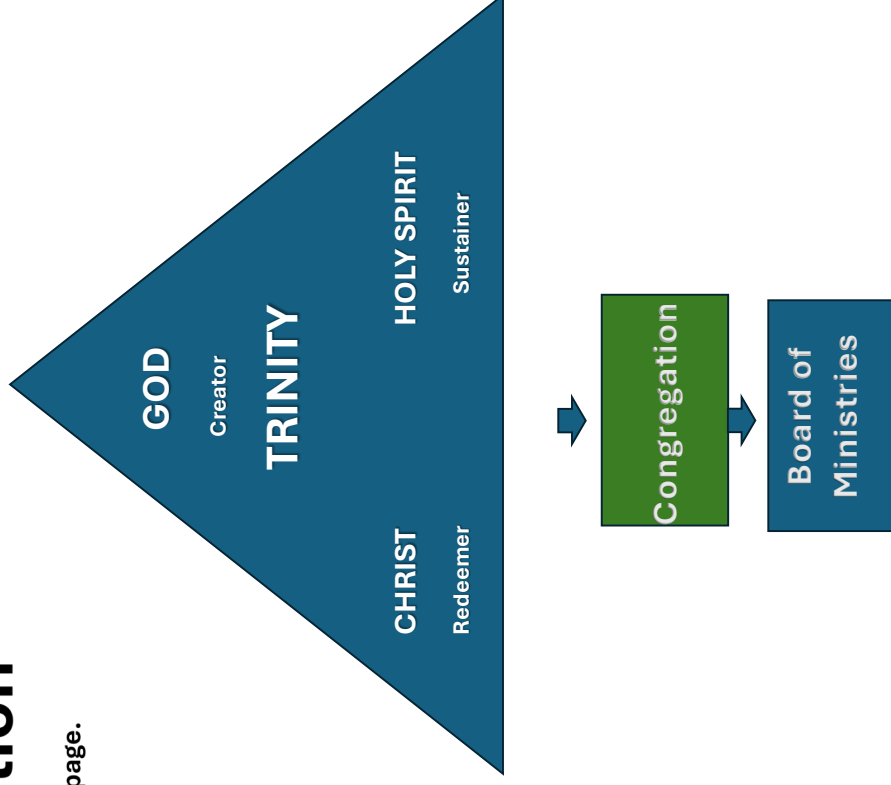 page.
GOD
Creator
TRINITY
CHRIST
HOLY SPIRIT
Redeemer
Sustainer
Congregation
Board of
Ministries